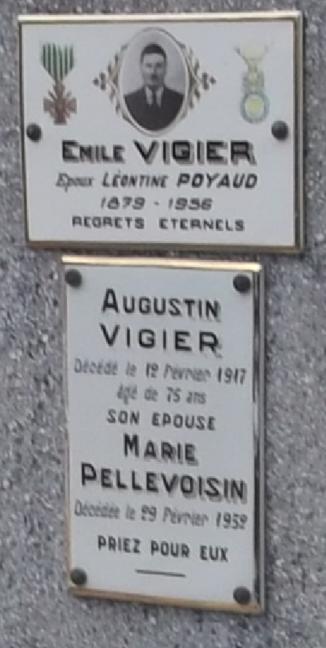 EMILE VIGIER
Epoux LÉONTINE POYAUD
1879 - 1956
REGRETS ETERNELS
AUGUSTIN
VIGIER
Décédé le 12 Février 1917
âgé de 75 ans
SON EPOUSE
MARIE
PELLEVOISIN
Décédée le 29 Février 1952
PRIEZ POUR EUX